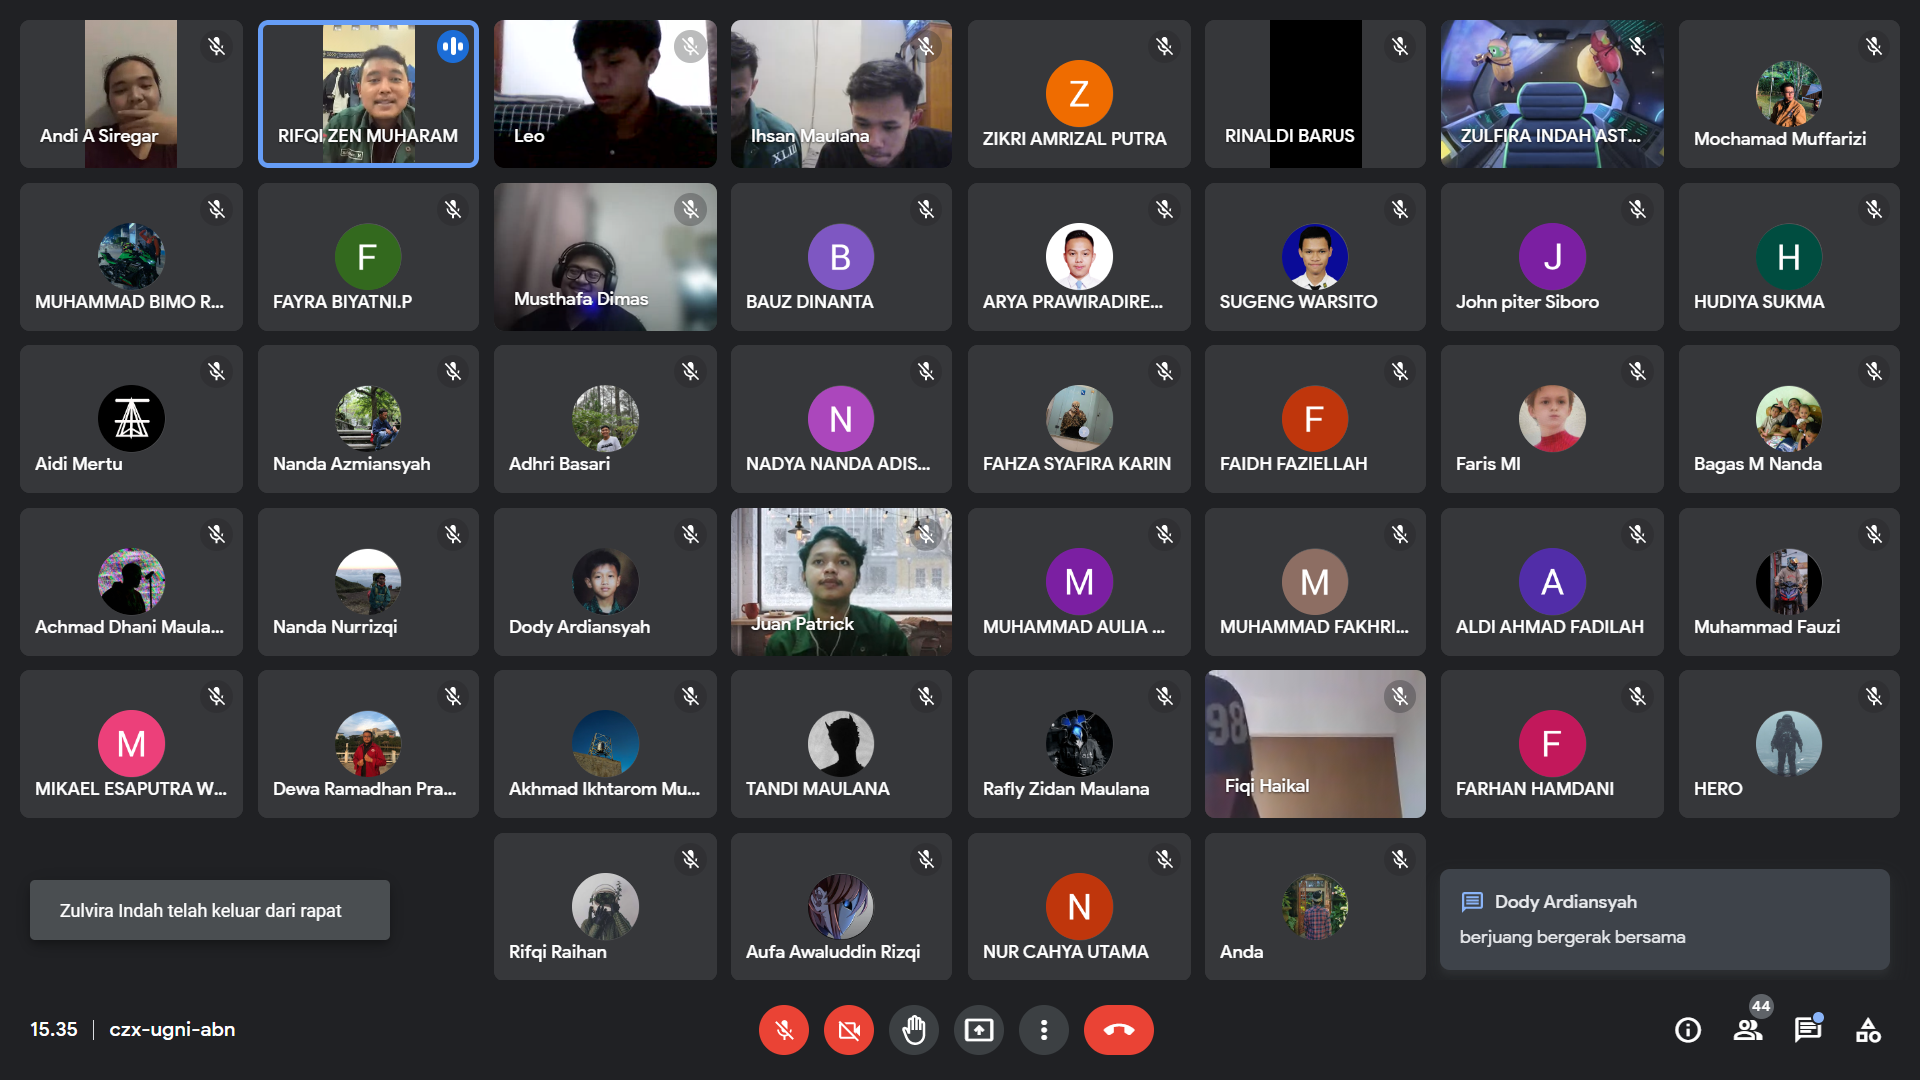 Andi A Siregar
RIFQI ZEN MUHARAM
Leo
XLII
Ihsan Maulana
Z
ZIKRI AMRIZAL PUTRA
RINALDI BARUS
ZULFIRA INDAH AST...
Mochamad Muffarizi
MUHAMMAD BIMO R...
F
FAYRA BIYATNI.P
Musthafa Dimas
B
BAUZ DINANTA
ARYA PRAWIRADIRE...
SUGENG WARSITO
J
John piter Siboro
H
HUDIYA SUKMA
Aidi Mertu
Nanda Azmiansyah
Adhri Basari
N
NADYA NANDA ADIS...
FAHZA SYAFIRA KARIN
F
FAIDH FAZIELLAH
Faris MI
Bagas M Nanda
Achmad Dhani Maula...
Nanda Nurrizqi
Dody Ardiansyah
Juan Patrick
M
MUHAMMAD AULIA ...
M
MUHAMMAD FAKHRI...
A
ALDI AHMAD FADILAH
Muhammad Fauzi
M
MIKAEL ESAPUTRA W...
Dewa Ramadhan Pra...
Akhmad Ikhtarom Mu...
TANDI MAULANA
Rafly Zidan Maulana
98
Fiqi Haikal
F
FARHAN HAMDANI
HERO
Zulvira Indah telah keluar dari rapat
Rifqi Raihan
Aufa Awaluddin Rizqi
N
NUR CAHYA UTAMA
Anda
Dody Ardiansyah
berjuang bergerak bersama
15.35 | czx-ugni-abn
44